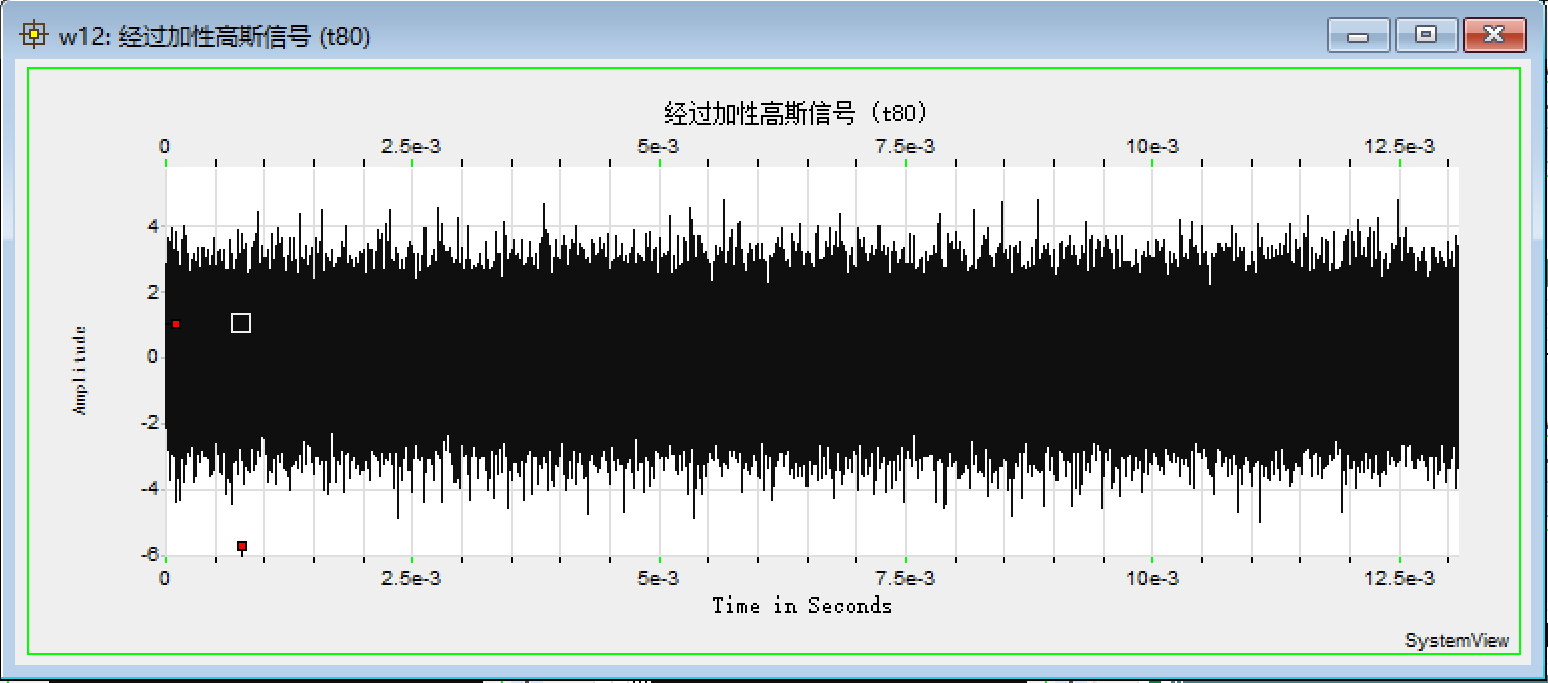 w12: 经过加性高斯信号 (t80)
经过加性高斯信号 (t80)
0 2.5e-3 5e-3 7.5e-3 10e-3 12.5e-3
4
2
0
-2
-4
-6
Amplitude
0 2.5e-3 5e-3 7.5e-3 10e-3 12.5e-3
Time in Seconds
SystemView